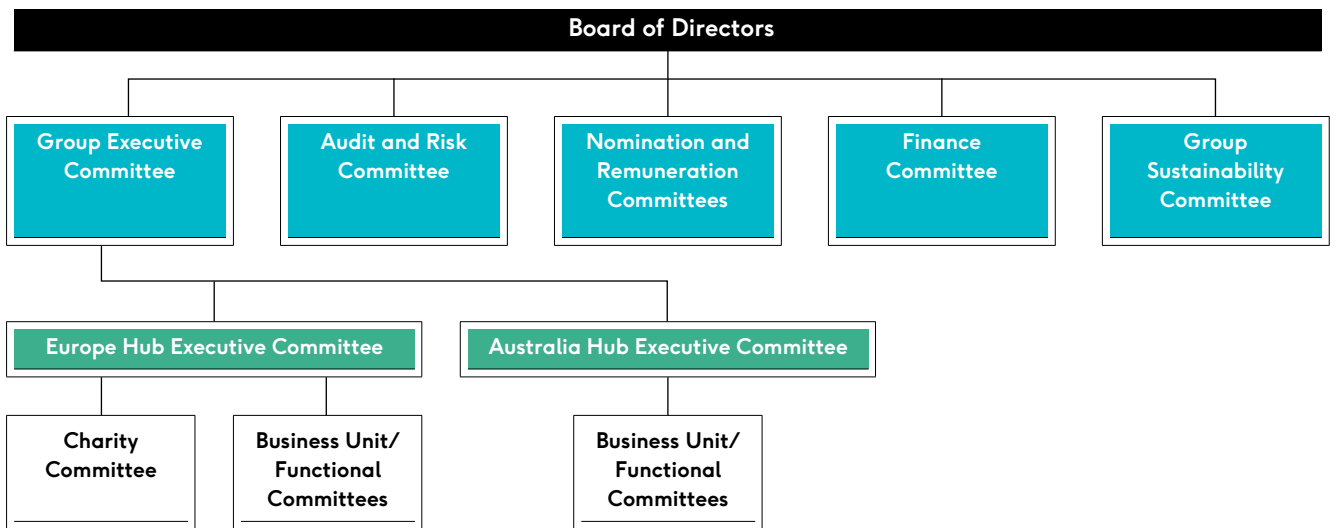 Board of Directors
Group Executive
Committee
Audit and Risk
Committee
Nomination and
Remuneration
Committees
Finance
Committee
Group
Sustainability
Committee
Europe Hub Executive Committee
Australia Hub Executive Committee
Charity
Committee
Business Unit/
Functional
Committees
Business Unit/
Functional
Committees